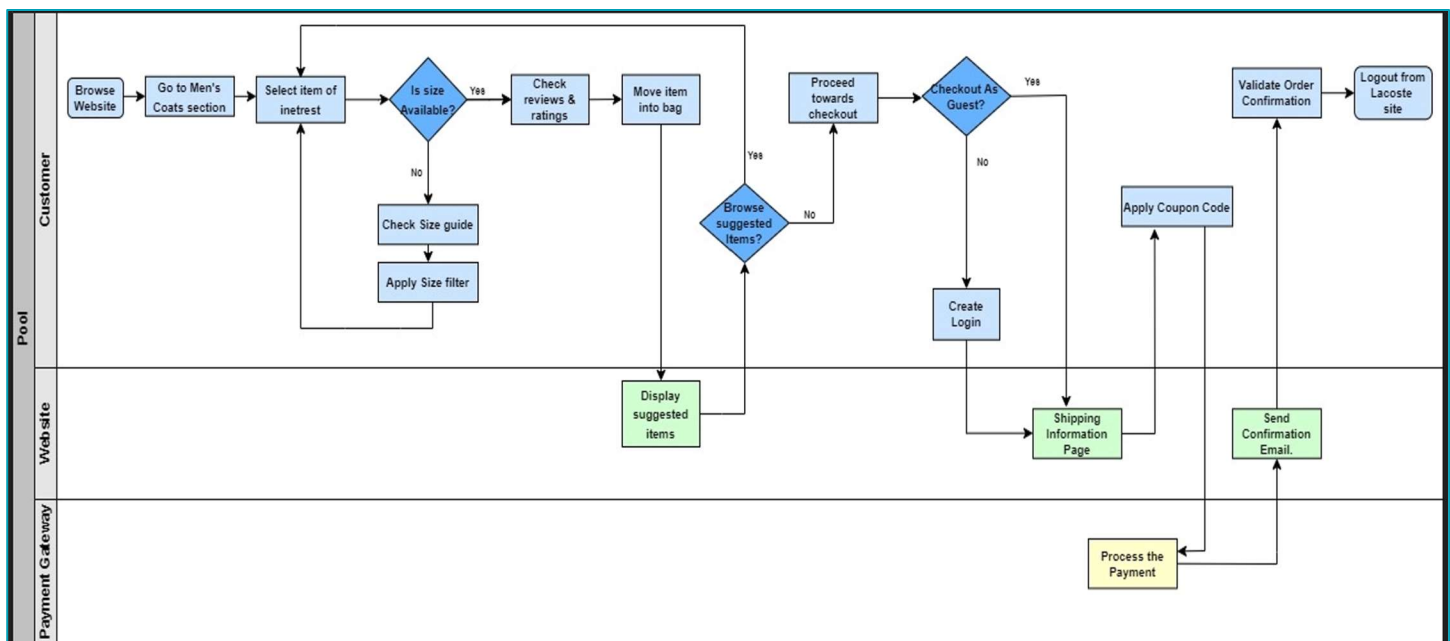 Pool
Customer
Browse
Website
Go to Men's
Coats section
Select item of
inetrest
Is size
Available?
Yes
No
Check Size guide
Apply Size filter
Check
reviews &
ratings
Move item
into bag
Yes
Browse
suggested
Items?
No
Proceed
towards
checkout
Checkout As
Guest?
Yes
No
Create
Login
Apply Coupon Code
Validate Order
Confirmation
Logout from
Lacoste
site
Website
Display
suggested
items
Shipping
Information
Page
Send
Confirmation
Email.
Payment Gateway
Process the
Payment